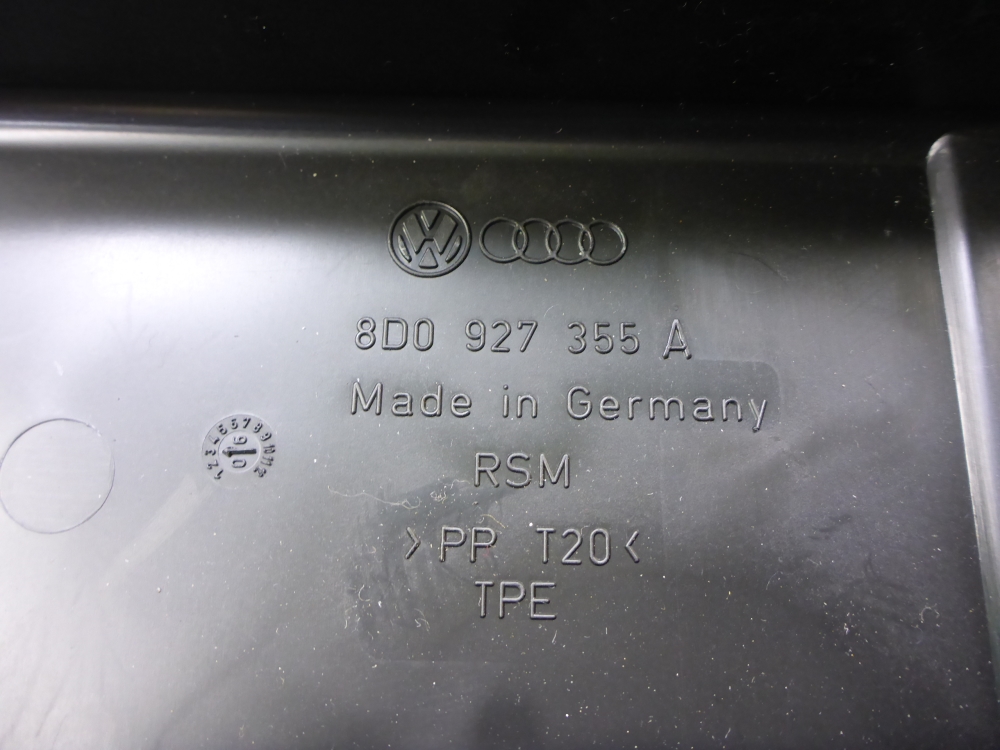 8D0 927 355 A
Made in Germany
RSM
>PP T20<
TPE